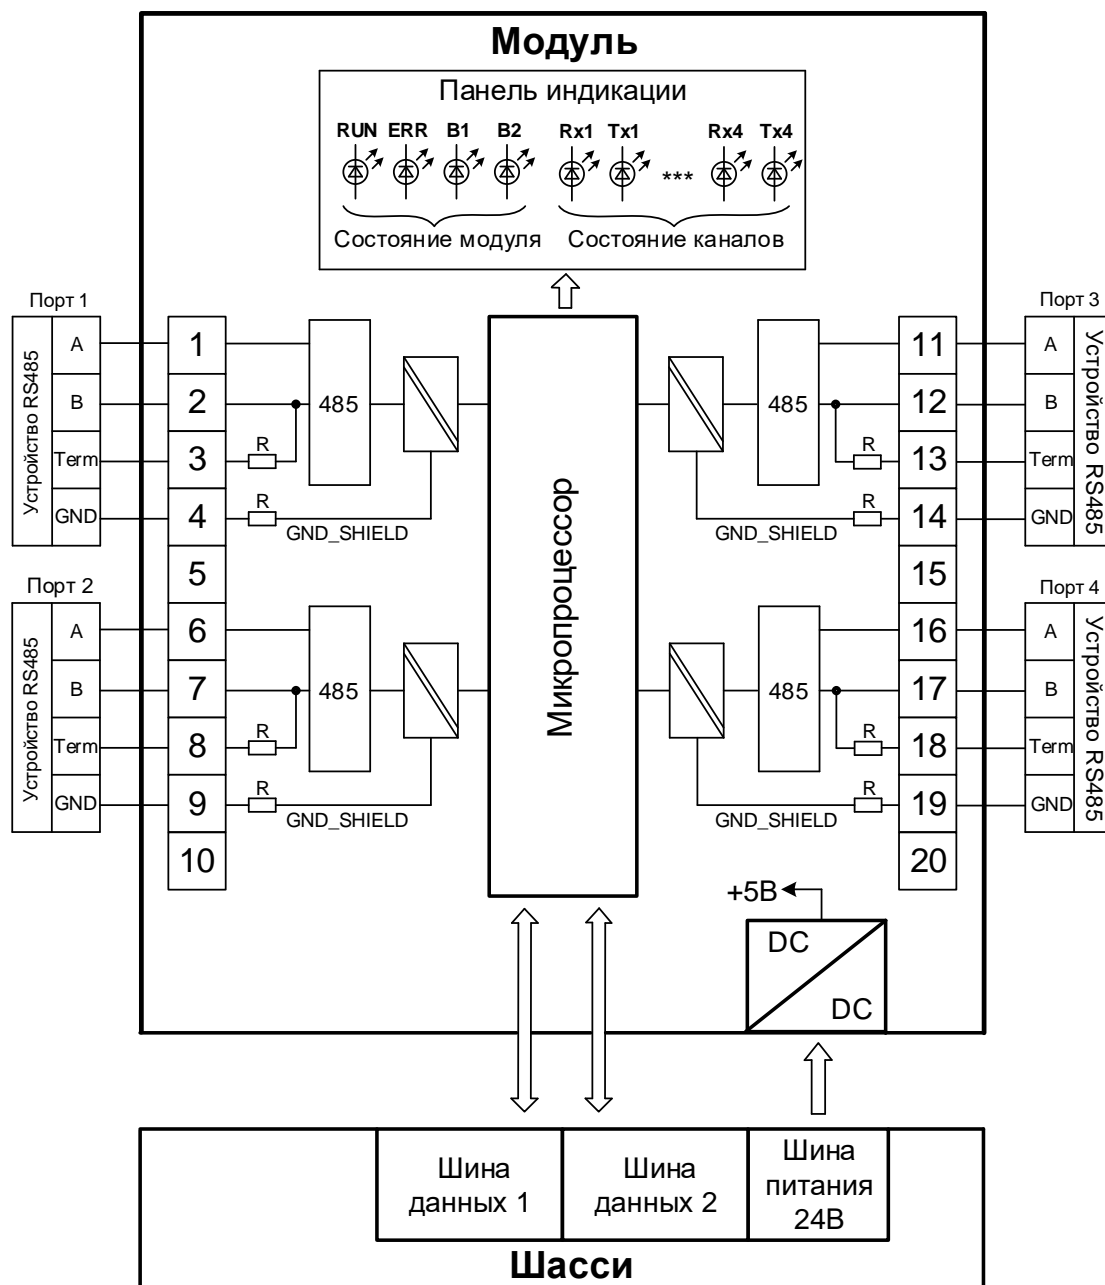 Модуль
Панель индикации
RUN ERR B1 B2 Rx1 Tx1 *** Rx4 Tx4
Состояние модуля Состояние каналов
Порт 1
Устройство RS485
A
B
Term
GND
1
2
3
4
5
R
R
GND_SHIELD
485
Порт 2
Устройство RS485
A
B
Term
GND
6
7
8
9
10
R
R
GND_SHIELD
485
Микропроцессор
Порт 3
485
R
R
GND_SHIELD
11
12
13
14
15
A
B
Term
GND
Устройство RS485
Порт 4
485
R
R
GND_SHIELD
16
17
18
19
20
A
B
Term
GND
Устройство RS485
+5В
DC
DC
Шина
данных 1
Шина
данных 2
Шина
питания
24В
Шасси